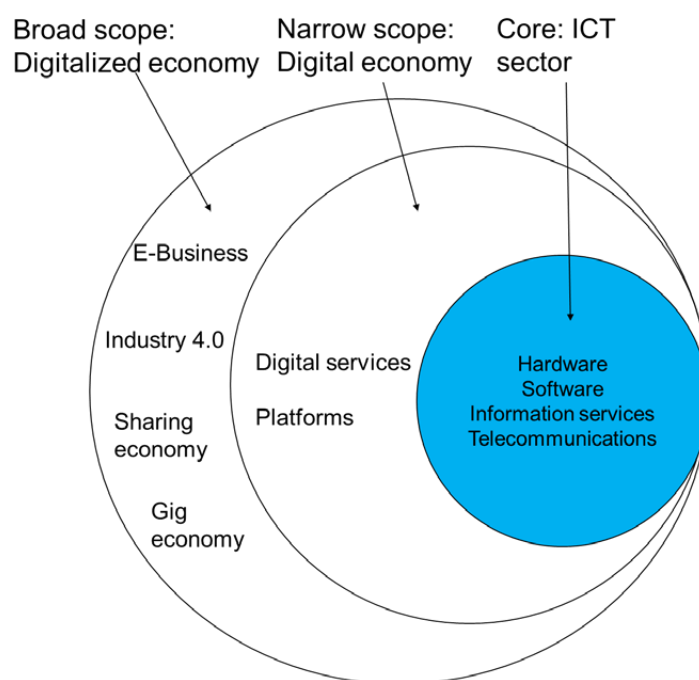 Broad scope:
Digitalized economy
Narrow scope:
Digital economy
Core: ICT
sector
E-Business
Industry 4.0
Sharing
economy
Gig
economy
Digital services
Platforms
Hardware
Software
Information services
Telecommunications